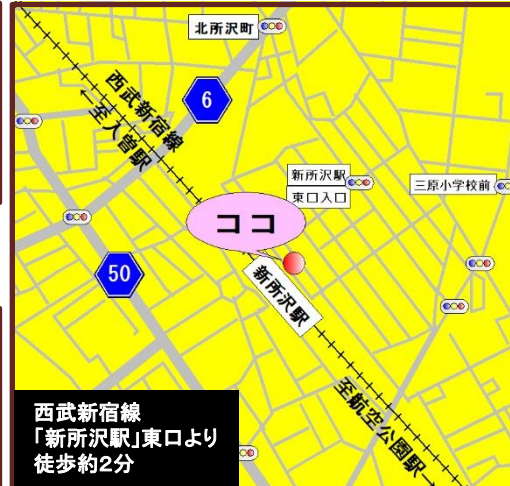 北所沢町
6
西武新宿線
←至入曽駅
新所沢駅
東口入口
三原小学校前
ココ
50
新所沢駅
至航空公園駅→
西武新宿線
「新所沢駅」東口より
徒歩約2分